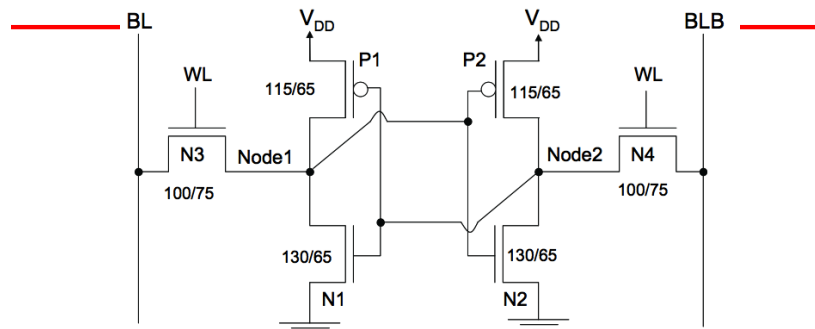 BL VDD VDD BLB
P1 P2
WL WL
115/65 115/65
N3 Node1 Node2 N4
100/75 100/75
130/65 130/65
N1 N2